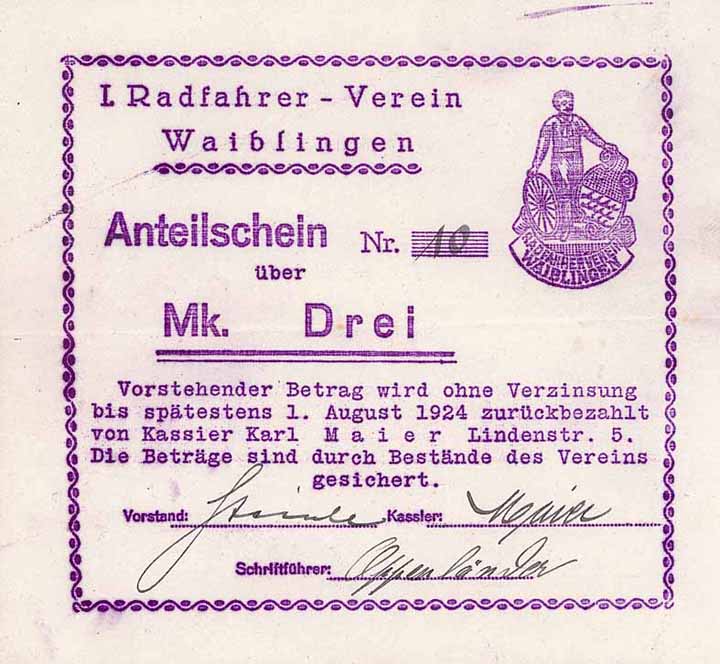 I. Radfahrer - Verein
Waiblingen
RADFAHRERVEREIN
WAIBLINGEN
Anteilschein Nr. 10
über
Mk. Drei
Vorstehender Betrag wird ohne Verzinsung
bis spätestens 1. August 1924 zurückbezahlt
von Kassier Karl Maier Lindenstr. 5.
Die Beträge sind durch Bestände des Vereins
gesichert.
Vorstand: Kassier: Maier
Schriftführer: Oppenländer